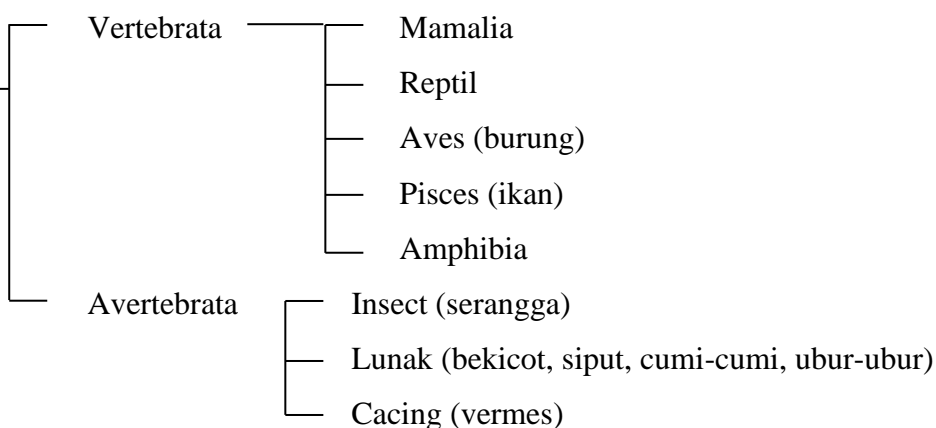 Vertebrata
Mamalia
Reptil
Aves (burung)
Pisces (ikan)
Amphibia
Avertebrata
Insect (serangga)
Lunak (bekicot, siput, cumi-cumi, ubur-ubur)
Cacing (vermes)